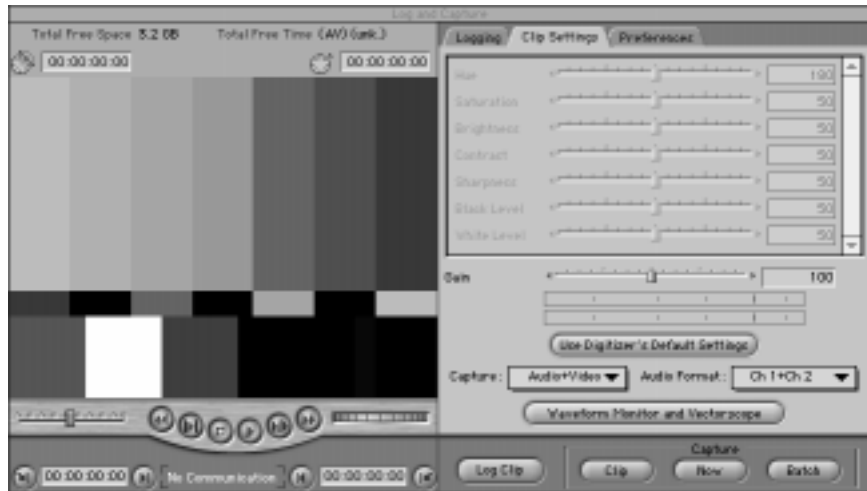 Log and Capture
Total Free Space 3.2 GB Total Free Time (AV) (unk.)
00:00:00:00 00:00:00:00
Logging Clip Settings Preferences
Hue 180
Saturation 50
Brightness 50
Contrast 50
Sharpness 50
Black Level 50
White Level 50
Gain 100
Use Digitizer's Default Settings
Capture: Audio+Video Audio Format: Ch 1+Ch 2
Waveform Monitor and Vectorscope
00:00:00:00 No Communication 00:00:00:00
Log Clip
Capture
Clip Now Batch